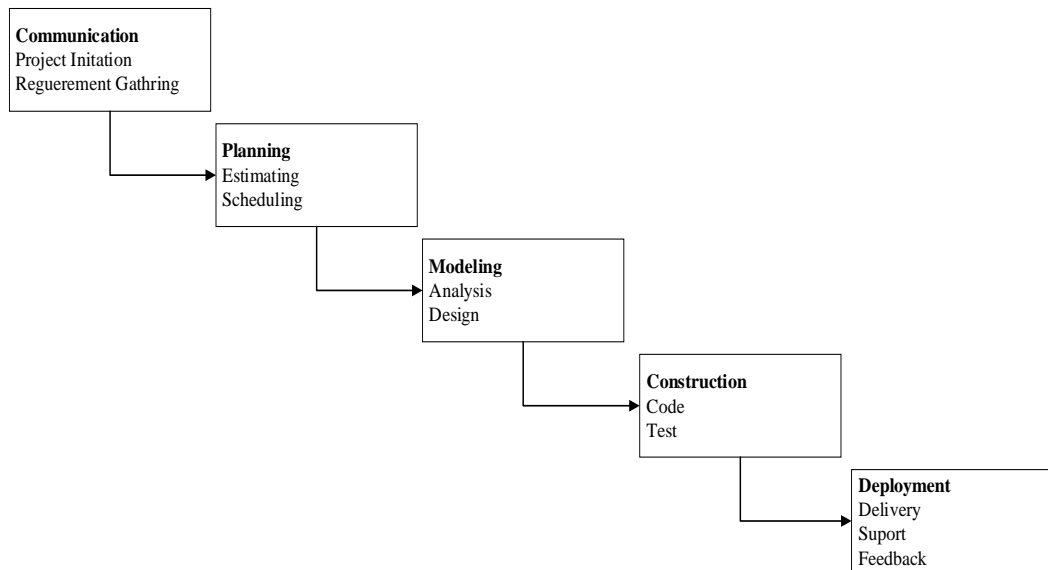 Communication
Project Initation
Reguerement Gathring
Planning
Estimating
Scheduling
Modeling
Analysis
Design
Construction
Code
Test
Deployment
Delivery
Suport
Feedback